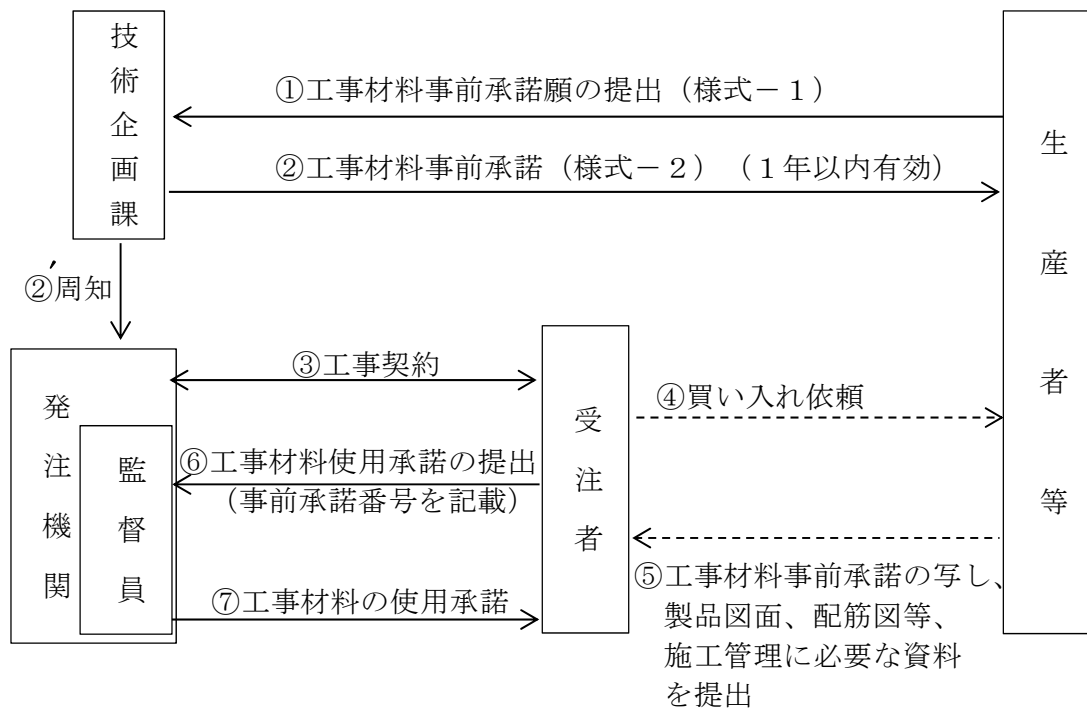 技術企画課
①工事材料事前承諾願の提出（様式－１）
②工事材料事前承諾（様式－２）（１年以内有効）
生産者等
②′周知
③工事契約
④買い入れ依頼
発注機関
監督員
受注者
⑥工事材料使用承諾の提出
（事前承諾番号を記載）
⑤工事材料事前承諾の写し、
製品図面、配筋図等、
施工管理に必要な資料
を提出
⑦工事材料の使用承諾